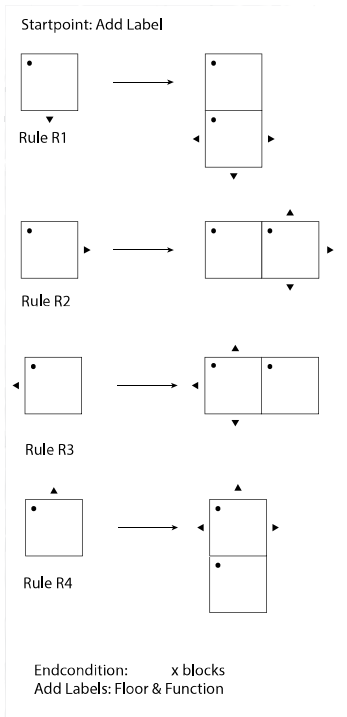 Startpoint: Add Label
Rule R1
Rule R2
Rule R3
Rule R4
Endcondition: x blocks
Add Labels: Floor & Function